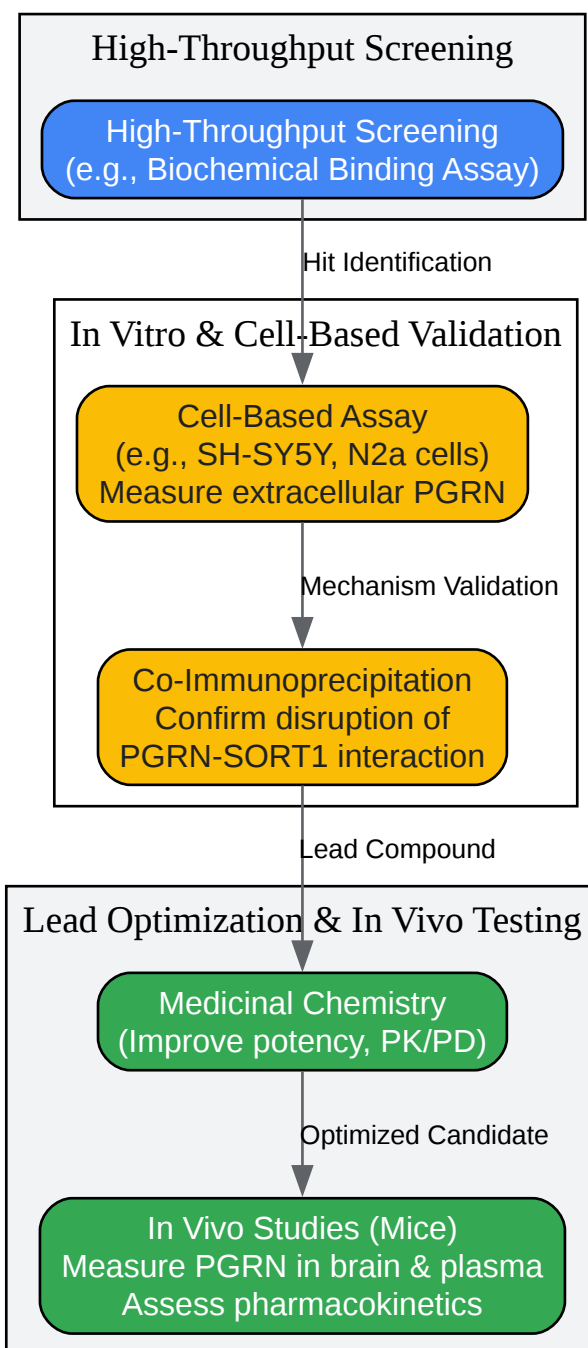 High-Throughput Screening
High-Throughput Screening
(e.g., Biochemical Binding Assay)
Hit Identification
In Vitro & Cell-Based Validation
Cell-Based Assay
(e.g., SH-SY5Y, N2a cells)
Measure extracellular PGRN
Mechanism Validation
Co-Immunoprecipitation
Confirm disruption of
PGRN-SORT1 interaction
Lead Compound
Lead Optimization & In Vivo Testing
Medicinal Chemistry
(Improve potency, PK/PD)
Optimized Candidate
In Vivo Studies (Mice)
Measure PGRN in brain & plasma
Assess pharmacokinetics